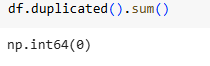 df.duplicated().sum()
np.int64(0)